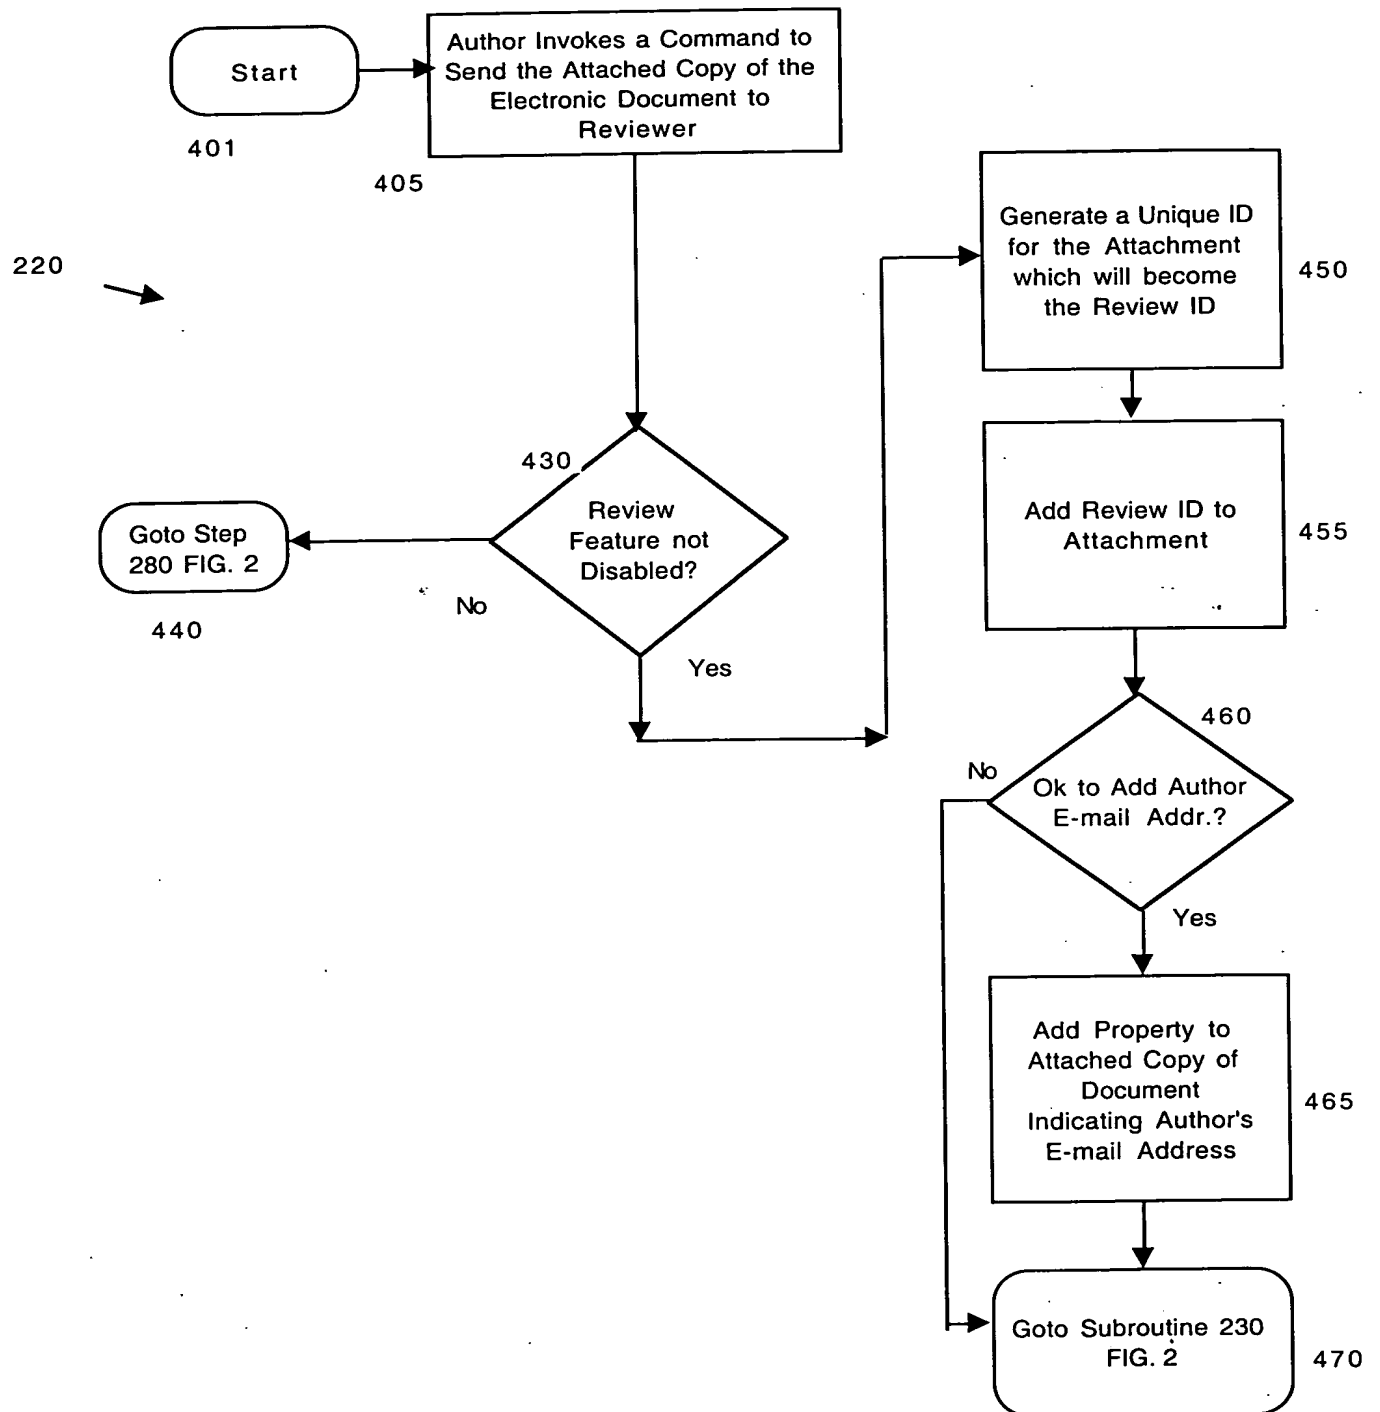 Start
401
Author Invokes a Command to
Send the Attached Copy of the
Electronic Document to
Reviewer
405
220
430
Review
Feature not
Disabled?
No
Yes
Goto Step
280 FIG. 2
440
Generate a Unique ID
for the Attachment
which will become
the Review ID
450
Add Review ID to
Attachment
455
460
Ok to Add Author
E-mail Addr.?
No
Yes
Add Property to
Attached Copy of
Document
Indicating Author's
E-mail Address
465
Goto Subroutine 230
FIG. 2
470